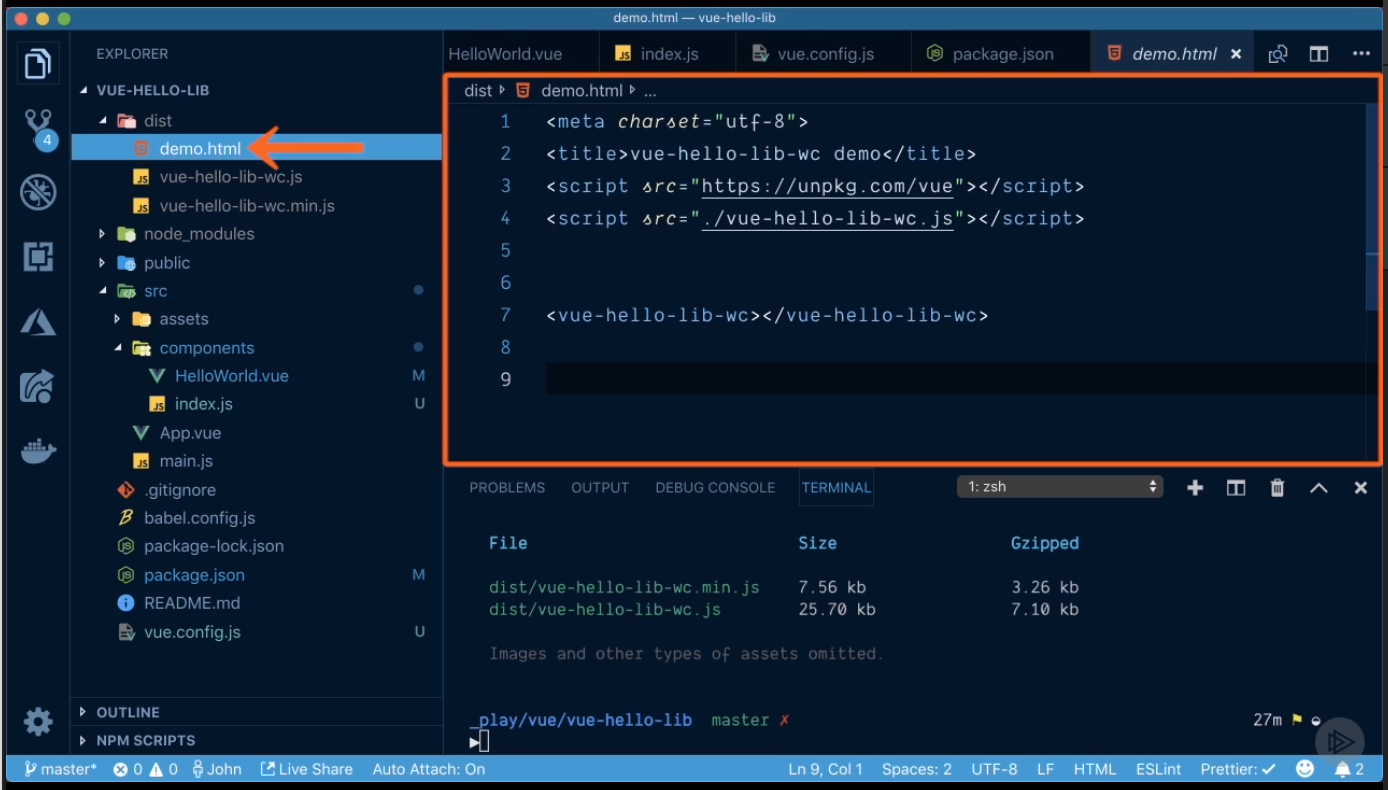 demo.html — vue-hello-lib
EXPLORER
VUE-HELLO-LIB
dist
demo.html
JS vue-hello-lib-wc.js
JS vue-hello-lib-wc.min.js
node_modules
public
src
assets
components
HelloWorld.vue M
JS index.js U
App.vue
JS main.js
.gitignore
babel.config.js
package-lock.json
package.json M
README.md
vue.config.js U
OUTLINE
NPM SCRIPTS
4
HelloWorld.vue JS index.js vue.config.js package.json demo.html
dist demo.html ...
1 <meta charset="utf-8">
2 <title>vue-hello-lib-wc demo</title>
3 <script src="https://unpkg.com/vue"></script>
4 <script src="./vue-hello-lib-wc.js"></script>
5
6
7 <vue-hello-lib-wc></vue-hello-lib-wc>
8
9
PROBLEMS OUTPUT DEBUG CONSOLE TERMINAL 1: zsh
File Size Gzipped
dist/vue-hello-lib-wc.min.js 7.56 kb 3.26 kb
dist/vue-hello-lib-wc.js 25.70 kb 7.10 kb
Images and other types of assets omitted.
_play/vue/vue-hello-lib master ✗ 27m
master* 0 0 John Live Share Auto Attach: On Ln 9, Col 1 Spaces: 2 UTF-8 LF HTML ESLint Prettier: ✓ 2